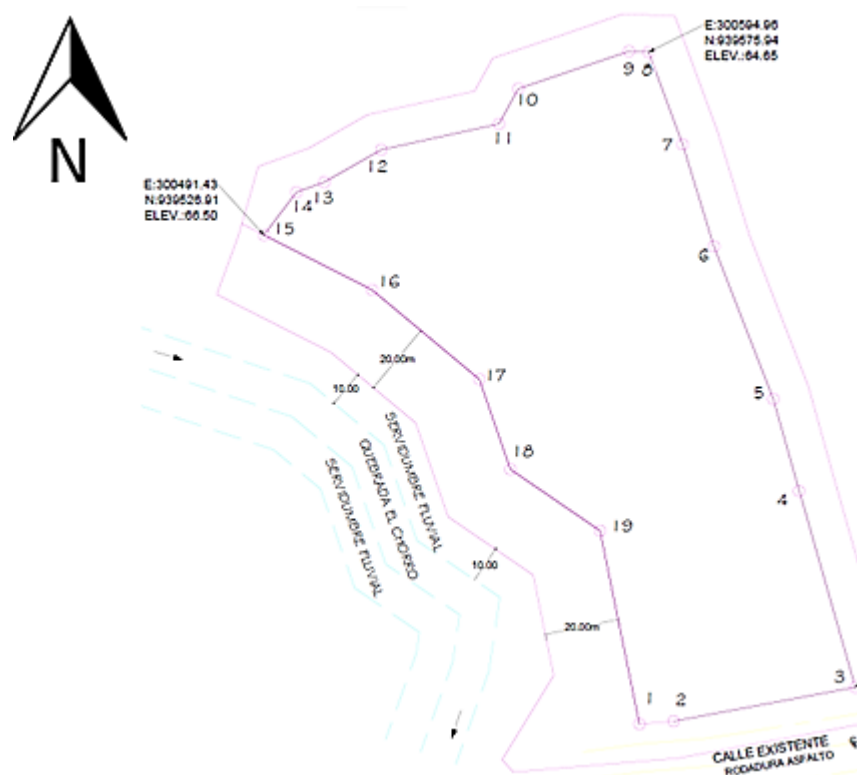 E:300594.96
N:939575.94
ELEV.:64.65
9
8
10
11
7
12
N
13
E:300491.43
N:939526.91
ELEV.:66.50
14
15
6
16
20.00m
17
10.00
5
SERVIDUMBRE FLUVIAL
QUEBRADA EL CHORRO
SERVIDUMBRE FLUVIAL
18
4
19
10.00
20.00m
3
1
2
CALLE EXISTENTE
RODADURA ASFALTO